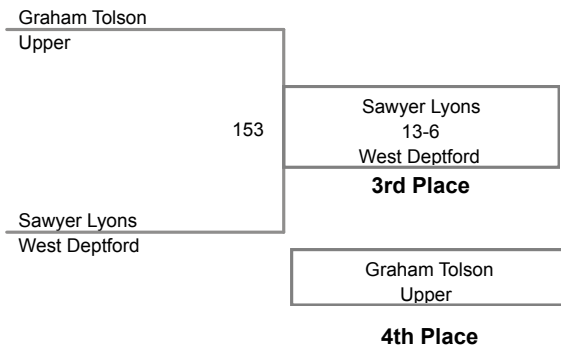 Graham Tolson
Upper
153
Sawyer Lyons
13-6
West Deptford
3rd Place
Sawyer Lyons
West Deptford
Graham Tolson
Upper
4th Place